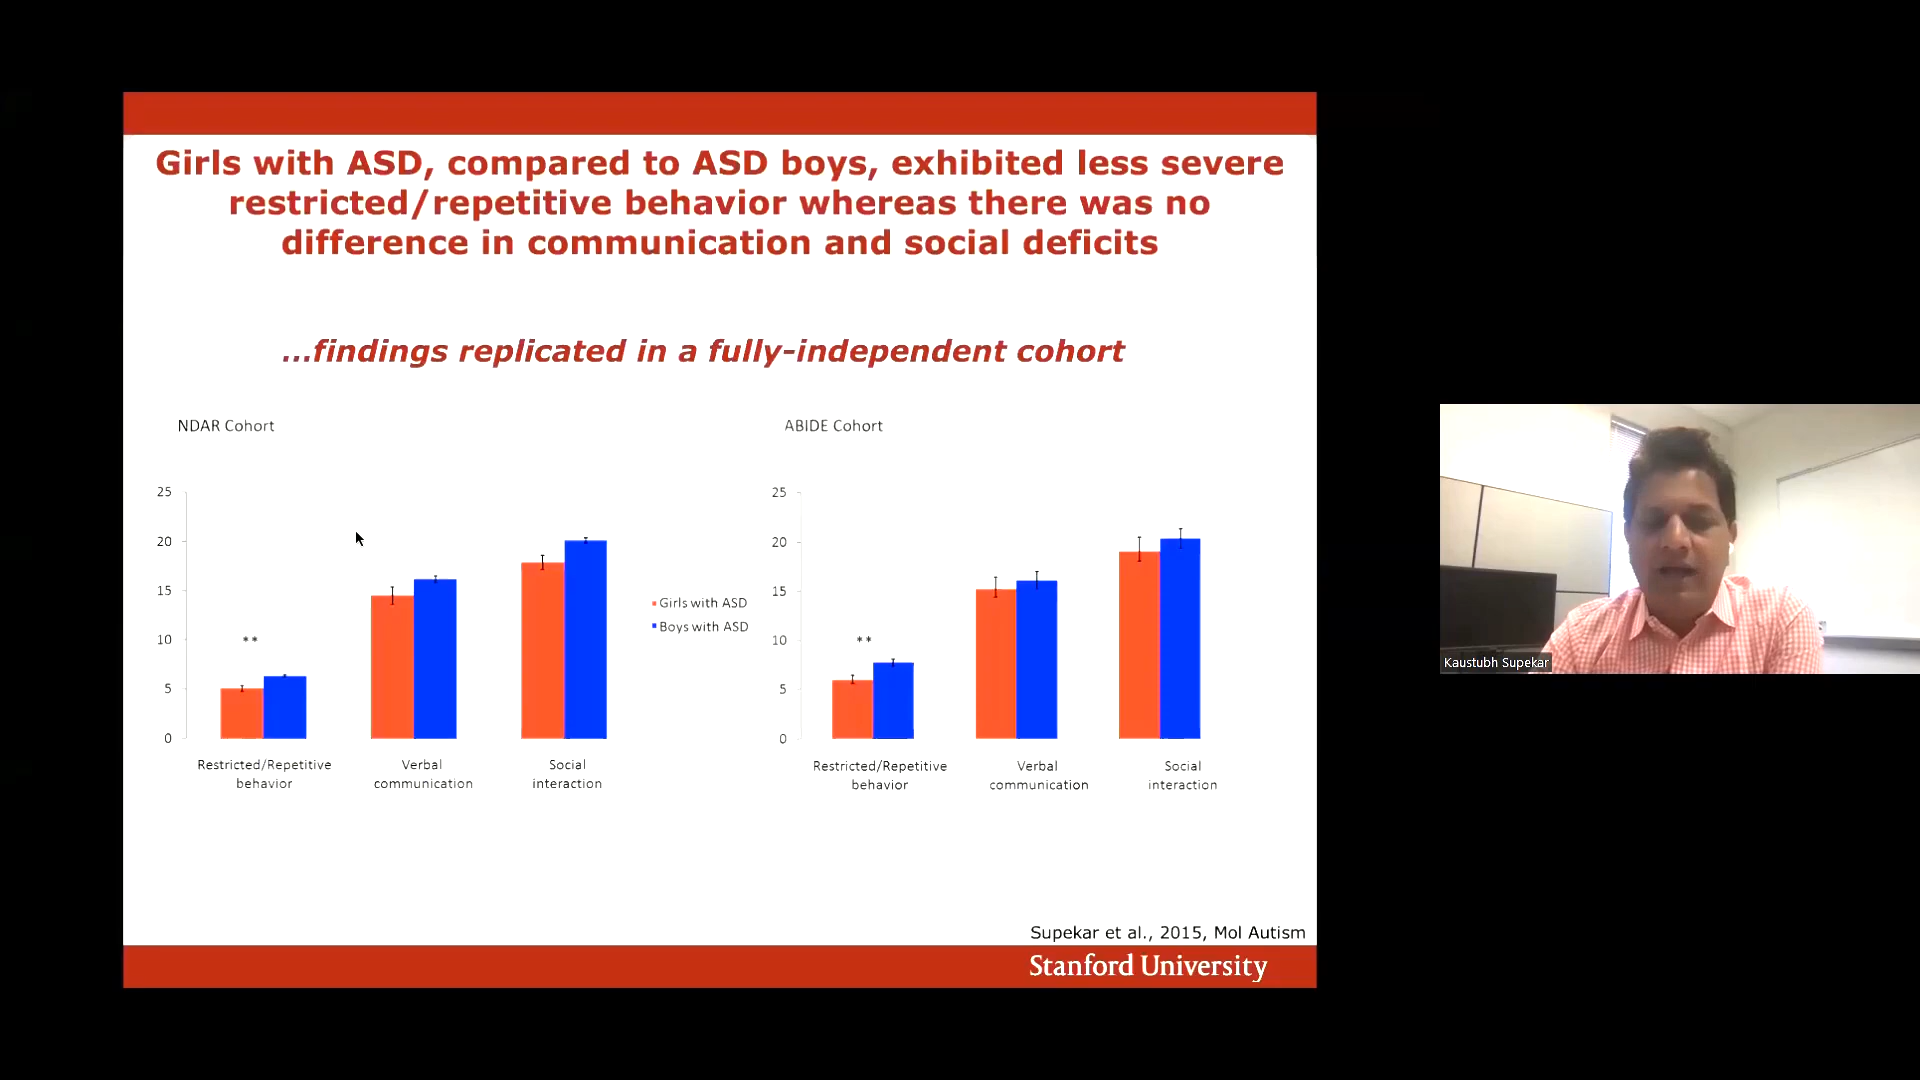 Girls with ASD, compared to ASD boys, exhibited less severe
restricted/repetitive behavior whereas there was no
difference in communication and social deficits
...findings replicated in a fully-independent cohort
NDAR Cohort
25
20
15
10
5
0
**
Restricted/Repetitive
behavior
Verbal
communication
Social
interaction
Girls with ASD
Boys with ASD
ABIDE Cohort
25
20
15
10
5
0
**
Restricted/Repetitive
behavior
Verbal
communication
Social
interaction
Supekar et al., 2015, Mol Autism
Stanford University
Kaustubh Supekar